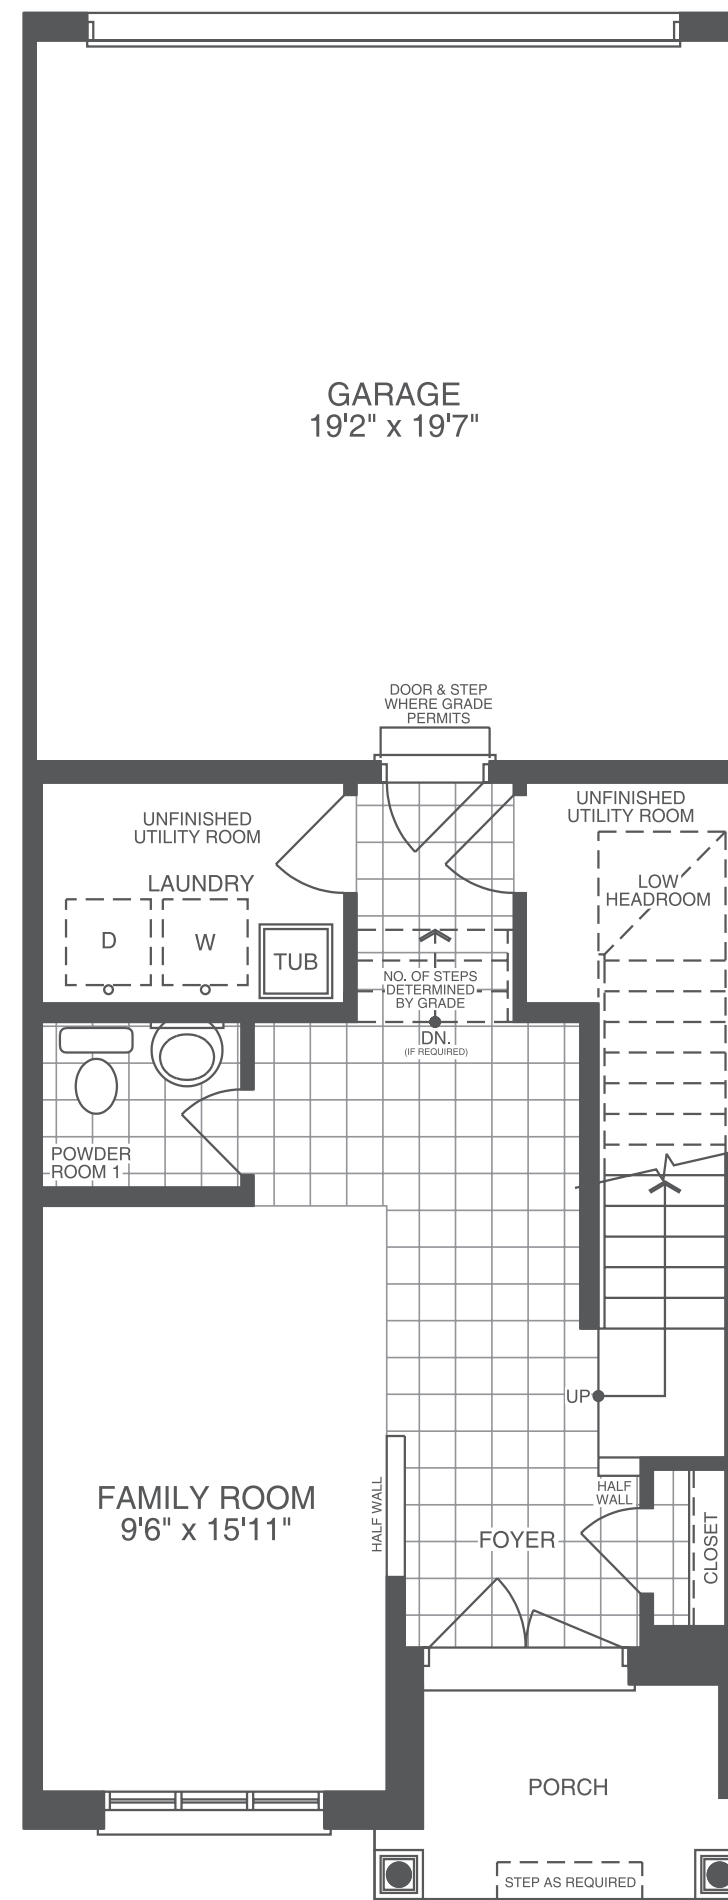 GARAGE
19'2" x 19'7"
DOOR & STEP
WHERE GRADE
PERMITS
UNFINISHED
UTILITY ROOM
UNFINISHED
UTILITY ROOM
LAUNDRY
LOW
HEADROOM
D
W
TUB
NO. OF STEPS
DETERMINED
BY GRADE
DN.
(IF REQUIRED)
POWDER
ROOM 1
UP
FAMILY ROOM
9'6" x 15'11"
HALF WALL
HALF
WALL
FOYER
CLOSET
PORCH
STEP AS REQUIRED